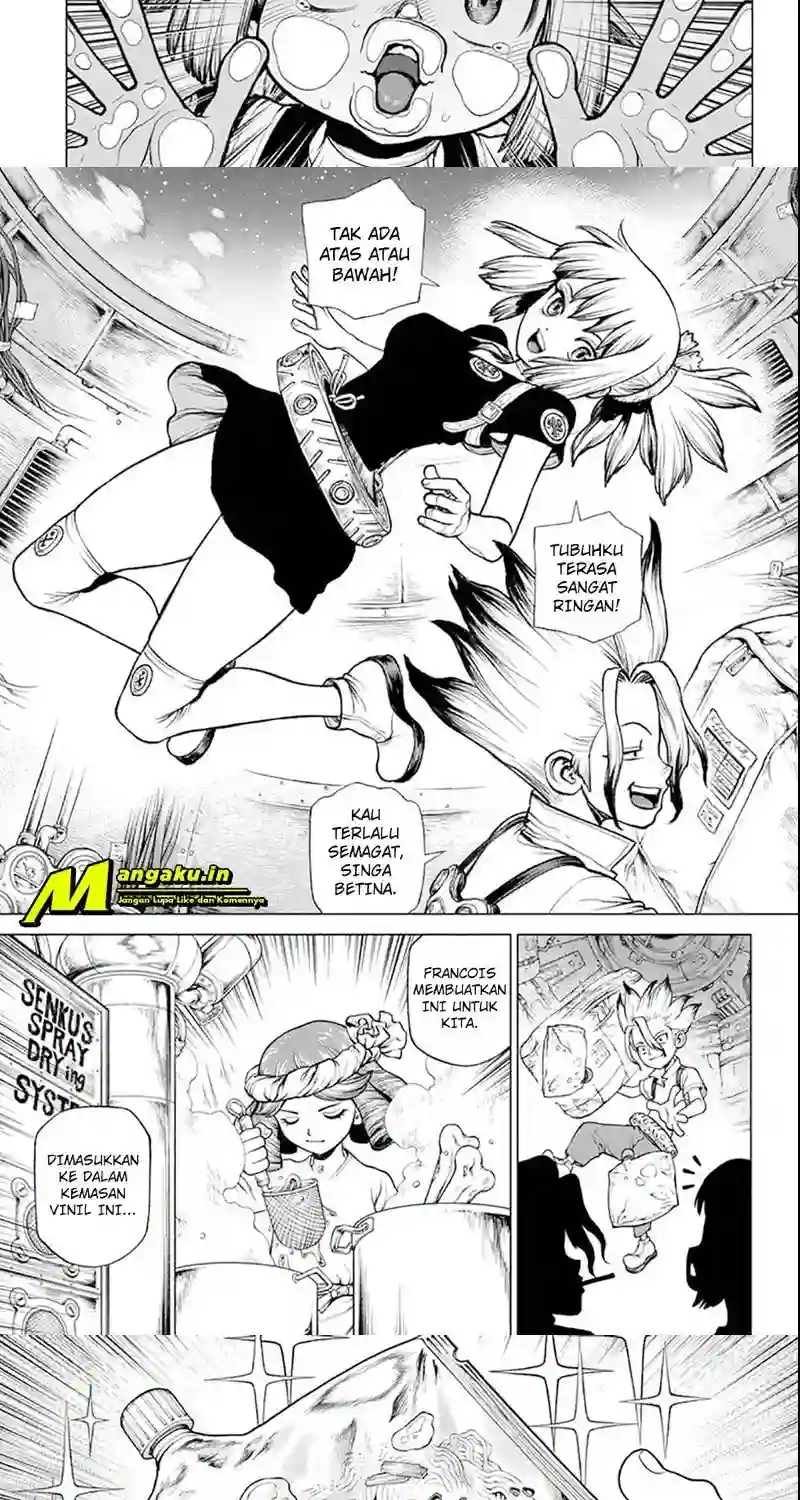 TAK ADA
ATAS ATAU
BAWAH!
TUBUHKU
TERASA
SANGAT
RINGAN!
KAU
TERLALU
SEMAGAT,
SINGA
BETINA.
Mangaku.in
Jangan Lupa Like dan Komennya
FRANCOIS
MEMBUATKAN
INI UNTUK
KITA.
SENKU'S
SPRAY
DRYing
SYST
DIMASUKKAN
KE DALAM
KEMASAN
VINIL INI...